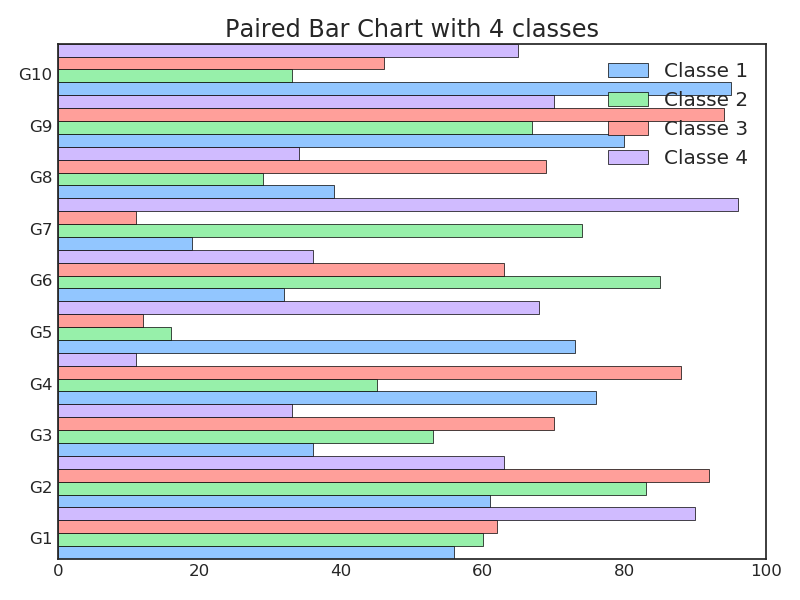 Paired Bar Chart with 4 classes
G10
G9
G8
G7
G6
G5
G4
G3
G2
G1
Classe 1
Classe 2
Classe 3
Classe 4
0 20 40 60 80 100